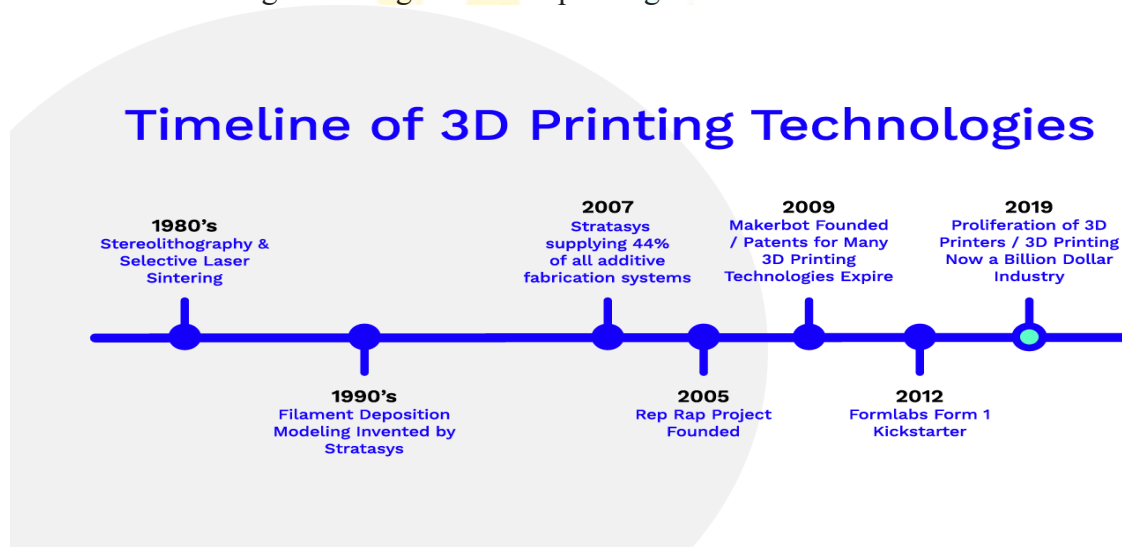 Timeline of 3D Printing Technologies
1980's
Stereolithography &
Selective Laser
Sintering
1990's
Filament Deposition
Modeling Invented by
Stratasys
2007
Stratasys
supplying 44%
of all additive
fabrication systems
2005
Rep Rap Project
Founded
2009
Makerbot Founded
/ Patents for Many
3D Printing
Technologies Expire
2012
Formlabs Form 1
Kickstarter
2019
Proliferation of 3D
Printers / 3D Printing
Now a Billion Dollar
Industry